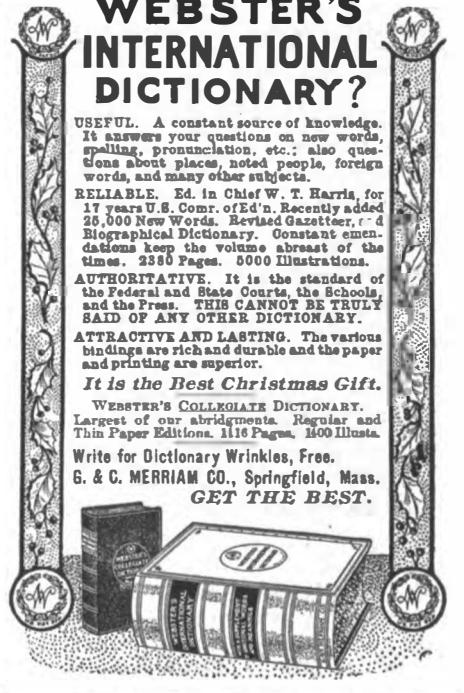 WEBSTER'S
INTERNATIONAL
DICTIONARY?
USEFUL. A constant source of knowledge.
It answers your questions on new words,
spelling, pronunciation, etc.; also ques-
tions about places, noted people, foreign
words, and many other subjects.
RELIABLE. Ed. in Chief W. T. Harris, for
17 years U.S. Comr. of Ed'n. Recently added
25,000 New Words. Revised Gazetteer,
Biographical Dictionary. Constant emen-
dations keep the volume abreast of the
times. 2380 Pages. 5000 Illustrations.
AUTHORITATIVE. It is the standard of
the Federal and State Courts, the Schools,
and the Press. THIS CANNOT BE TRULY
SAID OF ANY OTHER DICTIONARY.
ATTRACTIVE AND LASTING. The various
bindings are rich and durable and the paper
and printing are superior.
It is the Best Christmas Gift.
WEBSTER'S COLLEGIATE DICTIONARY.
Largest of our abridgments. Regular and
Thin Paper Editions. 1116 Pages, 1400 Illusts.
Write for Dictionary Wrinkles, Free.
G. & C. MERRIAM CO., Springfield, Mass.
GET THE BEST.
WEBSTER'S
COLLEGIATE
DICTIONARY
WEBSTER'S
INTERNATIONAL
DICTIONARY